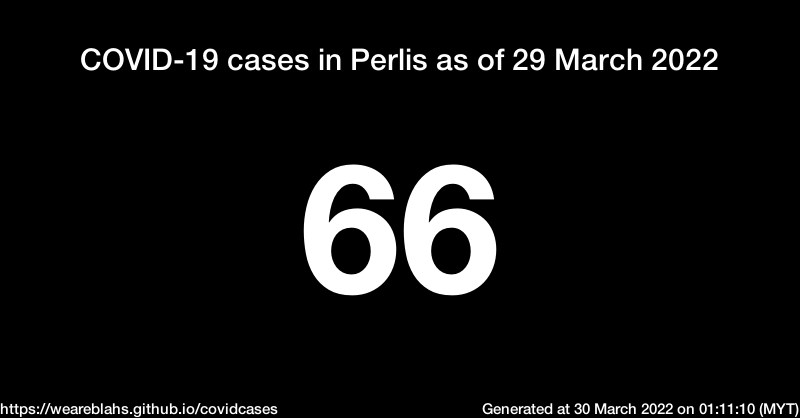 COVID-19 cases in Perlis as of 29 March 2022
66
https://weareblahs.github.io/covidcases
Generated at 30 March 2022 on 01:11:10 (MYT)